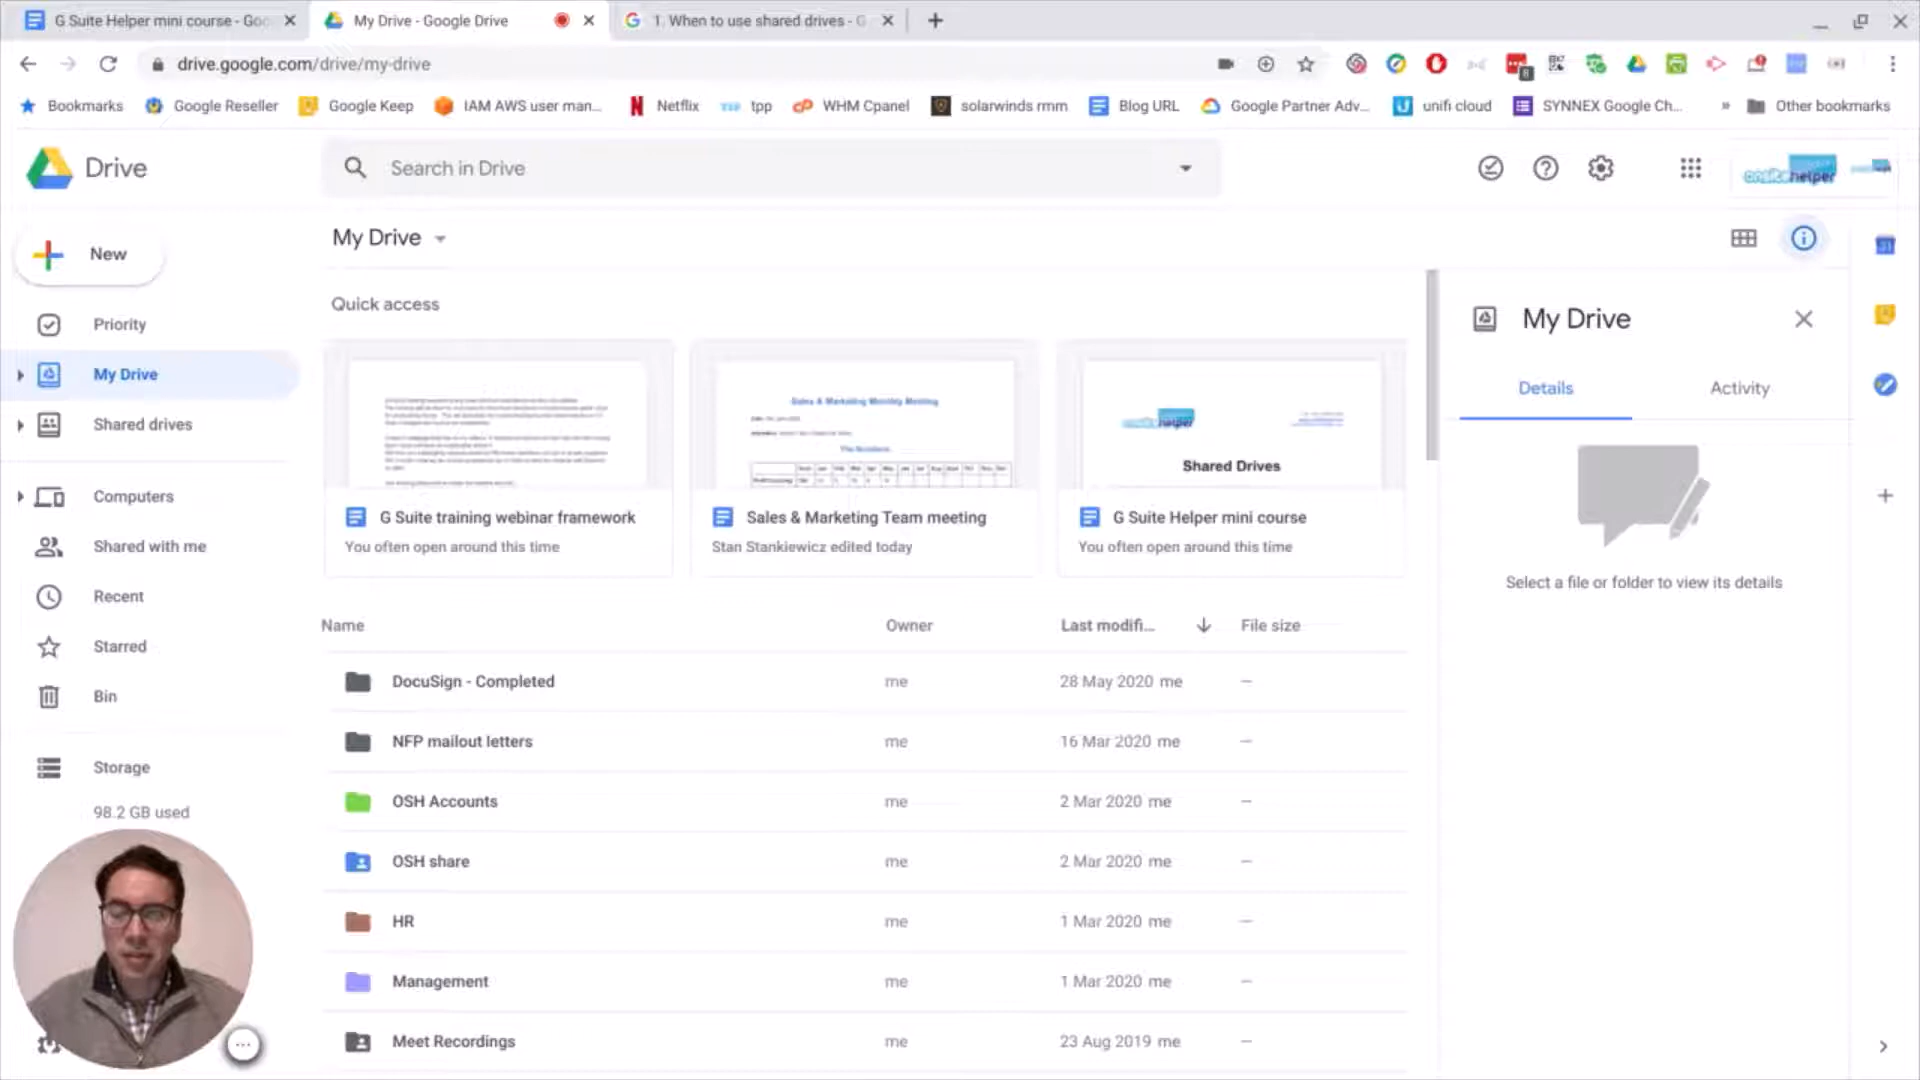 G Suite Helper mini course - Goo
My Drive - Google Drive
1. When to use shared drives - G
drive.google.com/drive/my-drive
8
Bookmarks
Google Reseller
Google Keep
IAM AWS user man...
Netflix
tpp
WHM Cpanel
solarwinds rmm
Blog URL
Google Partner Adv...
unifi cloud
SYNNEX Google Ch...
Other bookmarks
Drive
Search in Drive
onsitehelper
New
My Drive
Quick access
Priority
My Drive
Shared drives
Computers
Shared with me
Recent
Starred
Bin
Storage
98.2 GB used
Sales & Marketing Monthly Meeting
helper
Shared Drives
G Suite training webinar framework
You often open around this time
Sales & Marketing Team meeting
Stan Stankiewicz edited today
G Suite Helper mini course
You often open around this time
Name Owner Last modifi... File size
DocuSign - Completed me 28 May 2020 me —
NFP mailout letters me 16 Mar 2020 me —
OSH Accounts me 2 Mar 2020 me —
OSH share me 2 Mar 2020 me —
HR me 1 Mar 2020 me —
Management me 1 Mar 2020 me —
Meet Recordings me 23 Aug 2019 me —
My Drive
Details
Activity
Select a file or folder to view its details